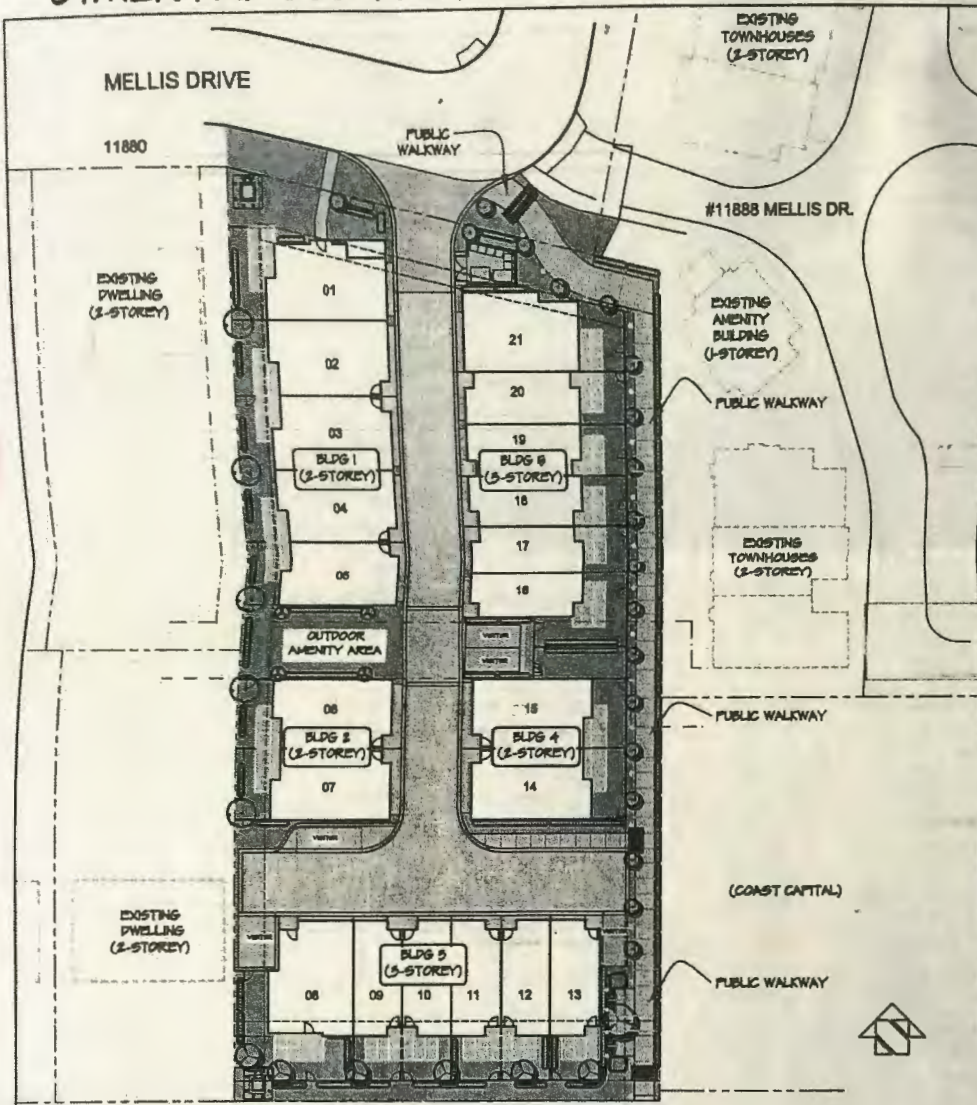 EXISTING
TOWNHOUSES
(2-STOREY)
MELLIS DRIVE
11880
PUBLIC
WALKWAY
#11888 MELLIS DR.
EXISTING
DWELLING
(2-STOREY)
01
21
EXISTING
AMENITY
BUILDING
(1-STOREY)
02
20
PUBLIC WALKWAY
03
19
BLDG 1
(2-STOREY)
BLDG 5
(3-STOREY)
04
18
17
EXISTING
TOWNHOUSES
(2-STOREY)
05
16
OUTDOOR
AMENITY AREA
VISITOR
VISITOR
06
15
PUBLIC WALKWAY
BLDG 2
(2-STOREY)
BLDG 4
(2-STOREY)
07
14
VISITOR
(COAST CAPITAL)
EXISTING
DWELLING
(2-STOREY)
VISITOR
VISITOR
BLDG 3
(3-STOREY)
08
09
10
11
12
13
PUBLIC WALKWAY